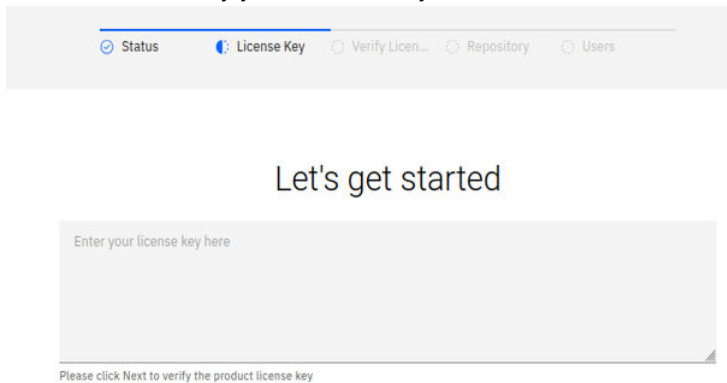 Status License Key Verify Licen... Repository Users
Let's get started
Enter your license key here
Please click Next to verify the product license key